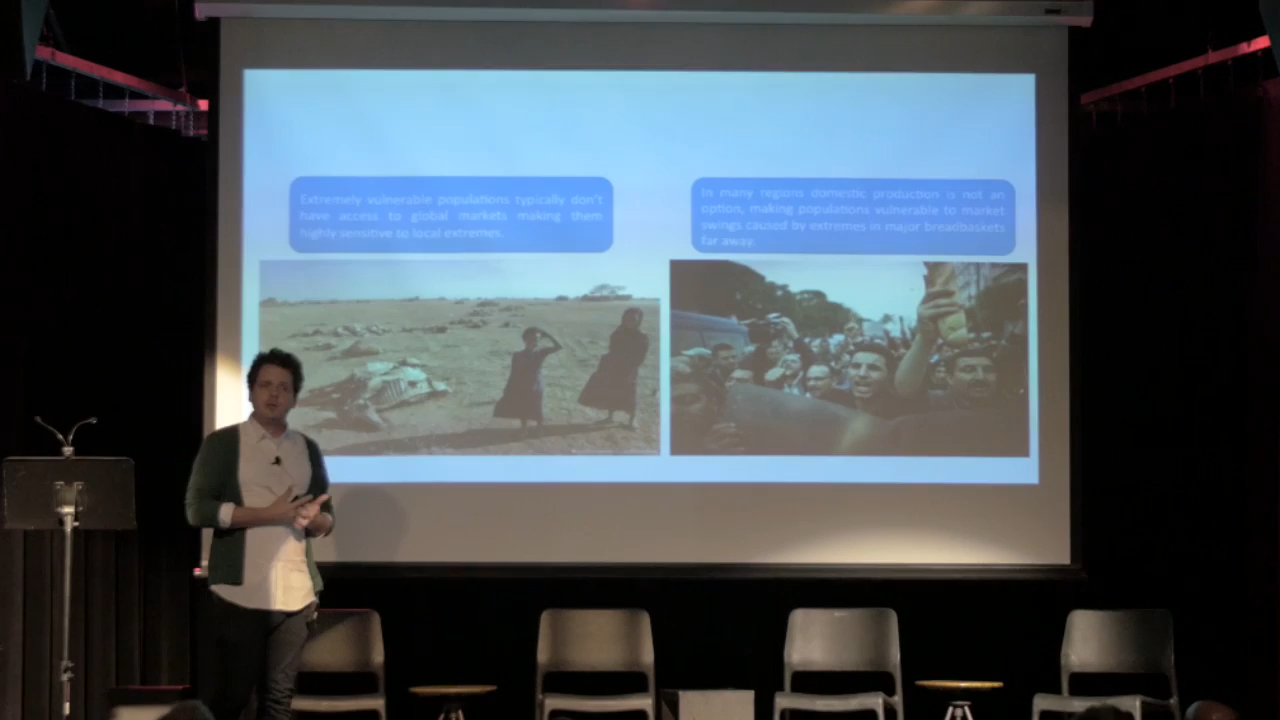 Extremely vulnerable populations typically don't
have access to global markets making them
highly sensitive to local extremes.
In many regions domestic production is not an
option, making populations vulnerable to market
swings caused by extremes in major breadbaskets
far away.